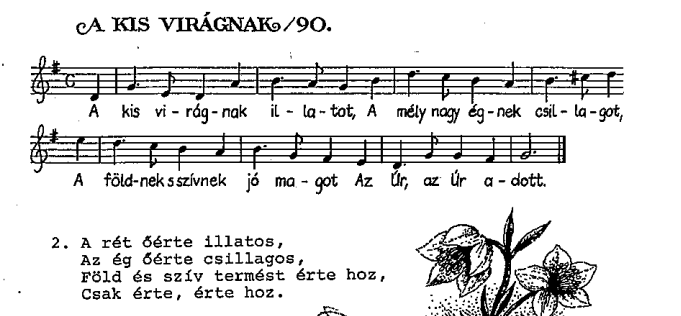 A KIS VIRÁGNAK/90.
A kis vi-rág-nak il-la-tot, A mély nagy ég-nek csil-la-got,
A föld-nek s szívnek jó ma-got Az Úr, az Úr a-dott.
2. A rét őérte illatos,
Az ég őérte csillagos,
Föld és szív termést érte hoz,
Csak érte, érte hoz.